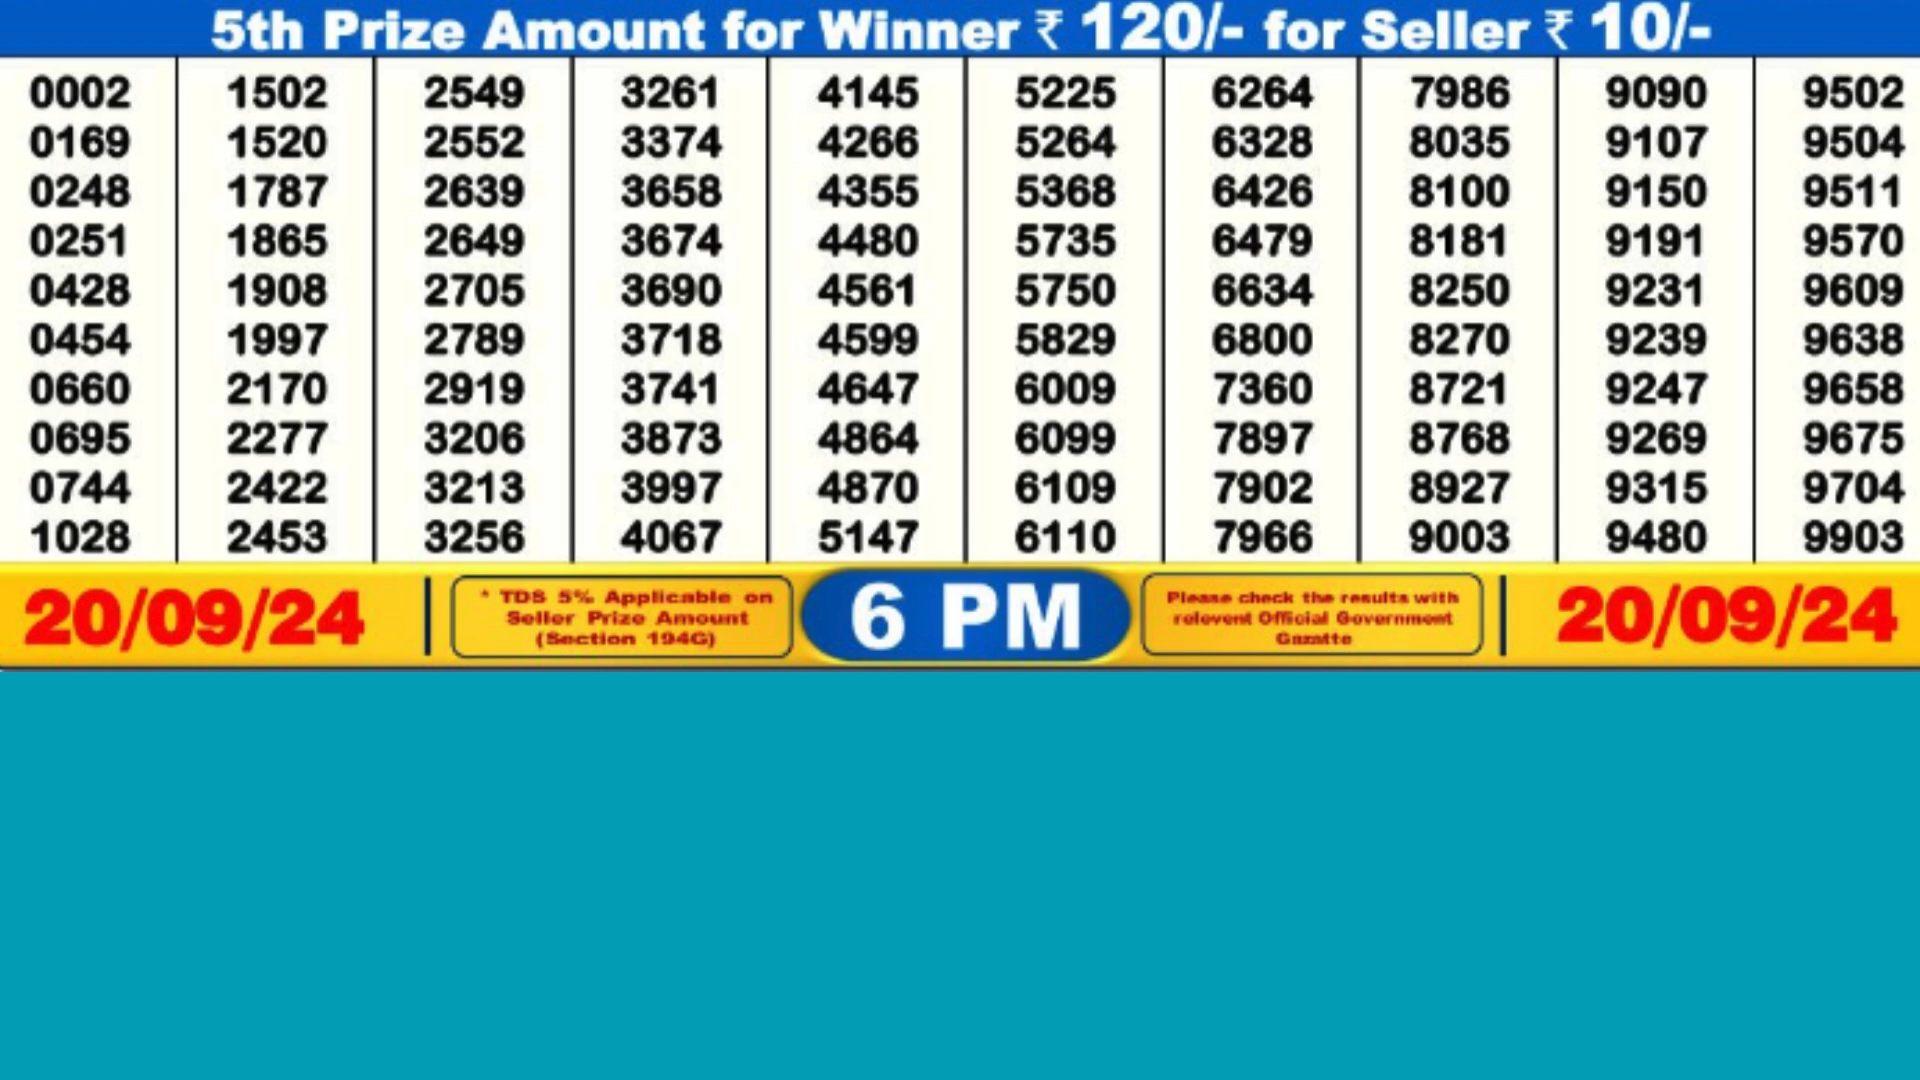 5th Prize Amount for Winner ₹ 120/- for Seller ₹ 10/-
0002 1502 2549 3261 4145 5225 6264 7986 9090 9502
0169 1520 2552 3374 4266 5264 6328 8035 9107 9504
0248 1787 2639 3658 4355 5368 6426 8100 9150 9511
0251 1865 2649 3674 4480 5735 6479 8181 9191 9570
0428 1908 2705 3690 4561 5750 6634 8250 9231 9609
0454 1997 2789 3718 4599 5829 6800 8270 9239 9638
0660 2170 2919 3741 4647 6009 7360 8721 9247 9658
0695 2277 3206 3873 4864 6099 7897 8768 9269 9675
0744 2422 3213 3997 4870 6109 7902 8927 9315 9704
1028 2453 3256 4067 5147 6110 7966 9003 9480 9903
20/09/24
* TDS 5% Applicable on
Seller Prize Amount
(Section 194G)
6 PM
Please check the results with
relevent Official Government
Gazatte
20/09/24